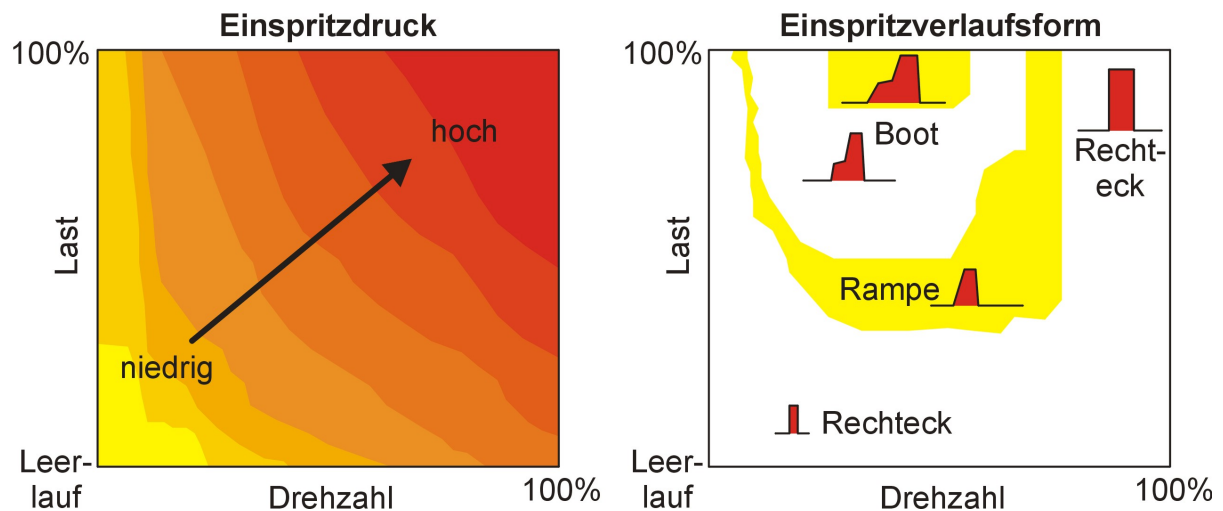 Einspritzdruck
100%
hoch
Last
niedrig
Leer-
lauf
Drehzahl
100%
Einspritzverlaufsform
100%
Boot
Recht-
eck
Last
Rampe
Rechteck
Leer-
lauf
Drehzahl
100%